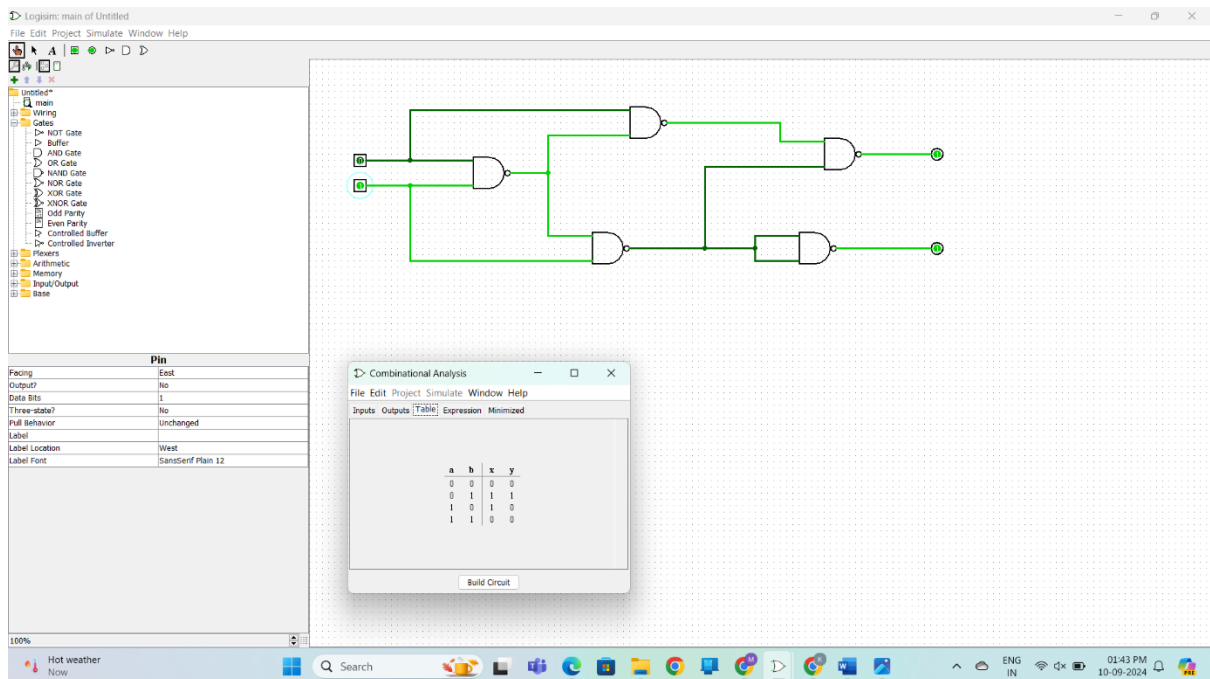 Logisim: main of Untitled
File Edit Project Simulate Window Help
A
Untitled*
main
Wiring
Gates
NOT Gate
Buffer
AND Gate
OR Gate
NAND Gate
NOR Gate
XOR Gate
XNOR Gate
Odd Parity
Even Parity
Controlled Buffer
Controlled Inverter
Plexers
Arithmetic
Memory
Input/Output
Base
Pin
Facing East
Output? No
Data Bits 1
Three-state? No
Pull Behavior Unchanged
Label
Label Location West
Label Font SansSerif Plain 12
100%
0
1
1
1
Combinational Analysis
File Edit Project Simulate Window Help
Inputs Outputs Table Expression Minimized
a b x y
0 0 0 0
0 1 1 1
1 0 1 0
1 1 0 0
Build Circuit
Hot weather
Now
Search
ENG
IN
01:43 PM
10-09-2024